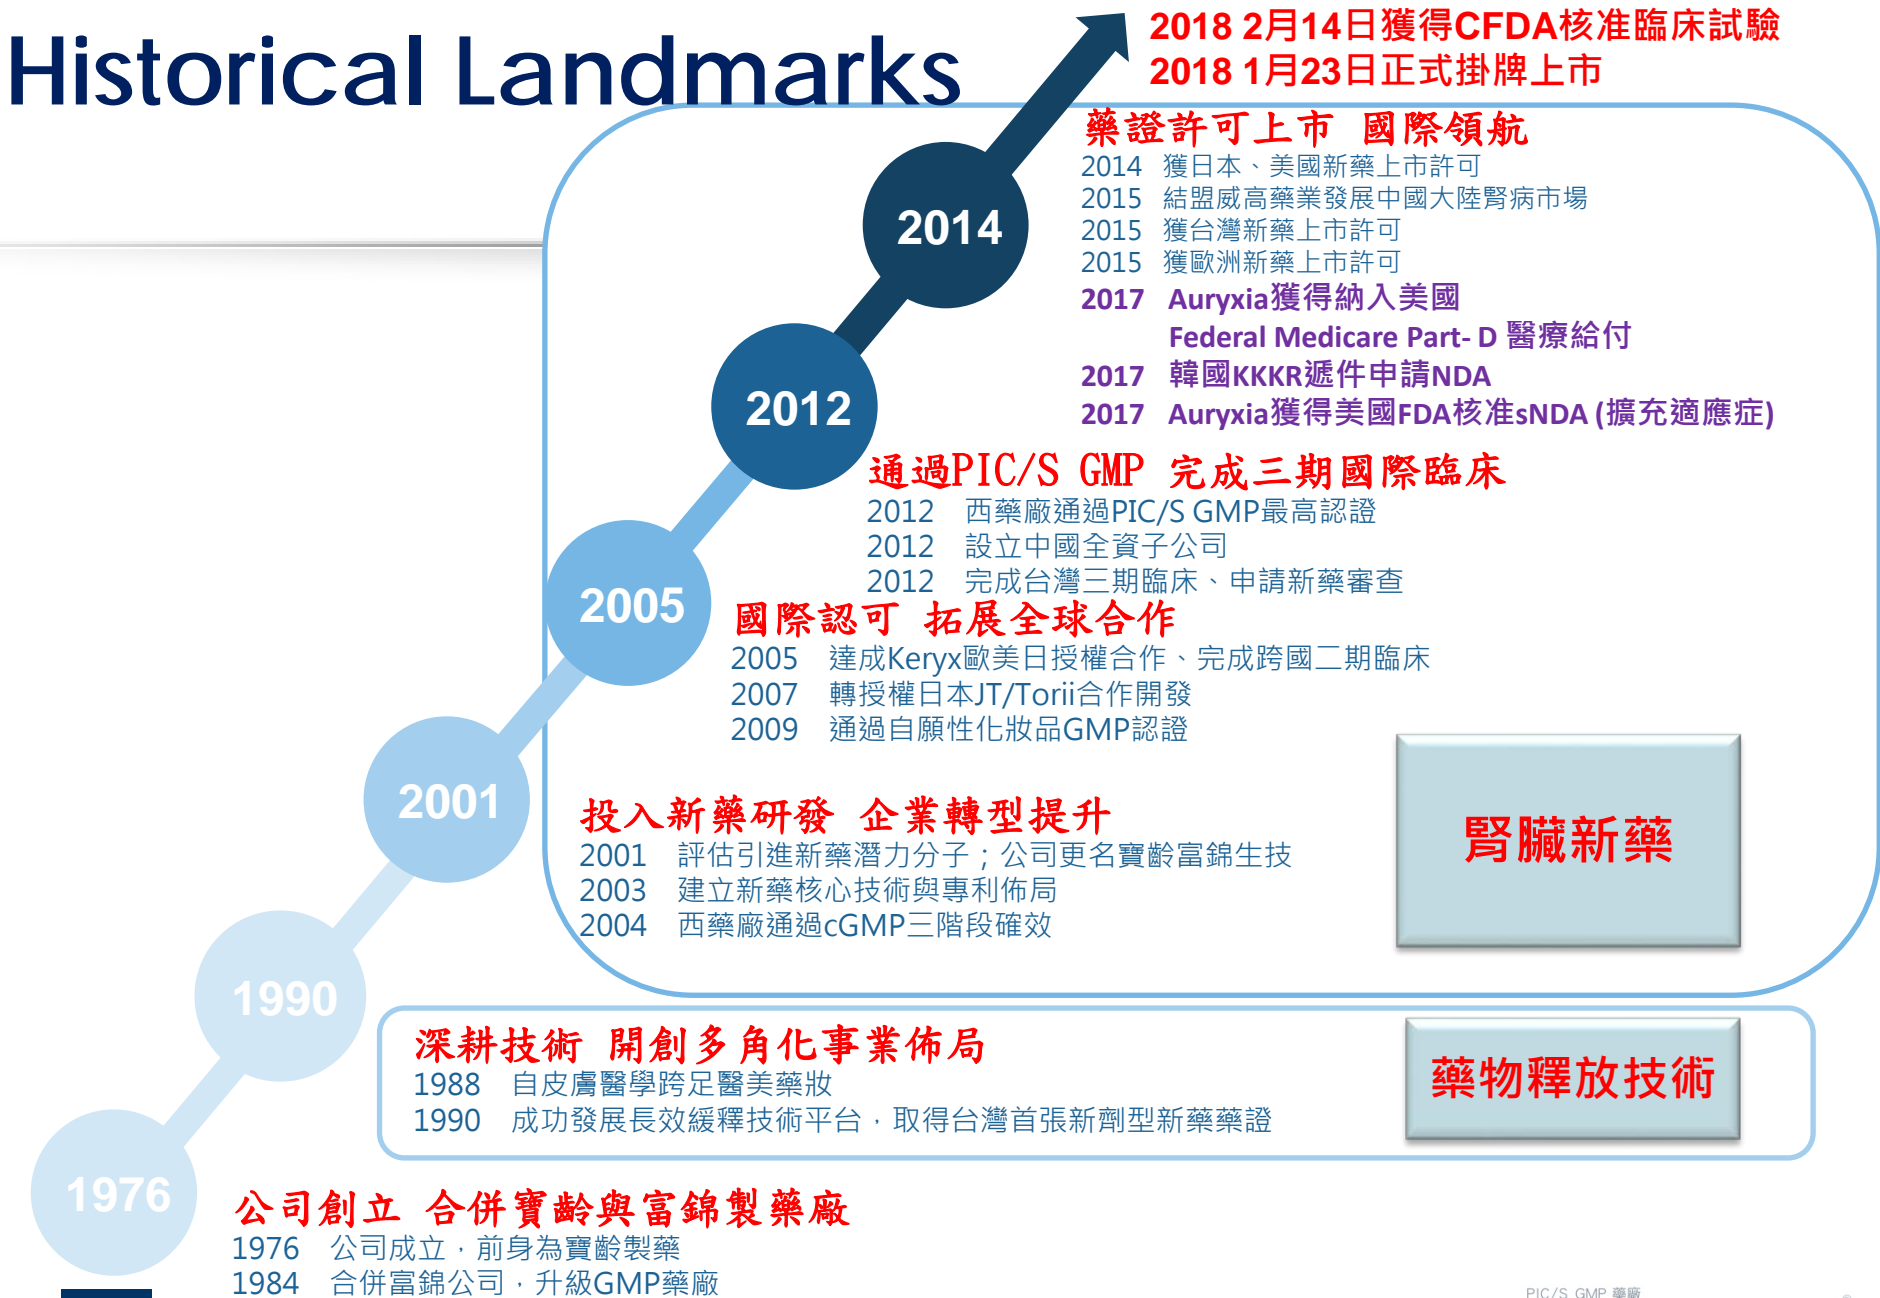 Historical Landmarks
2018 2月14日獲得CFDA核准臨床試驗
2018 1月23日正式掛牌上市
藥證許可上市 國際領航
2014 獲日本、美國新藥上市許可
2015 結盟威高藥業發展中國大陸腎病市場
2015 獲台灣新藥上市許可
2015 獲歐洲新藥上市許可
2017 Auryxia獲得納入美國
Federal Medicare Part- D 醫療給付
2017 韓國KKKR遞件申請NDA
2017 Auryxia獲得美國FDA核准sNDA (擴充適應症)
2014
2012
通過PIC/S GMP 完成三期國際臨床
2012 西藥廠通過PIC/S GMP最高認證
2012 設立中國全資子公司
2012 完成台灣三期臨床、申請新藥審查
2005
國際認可 拓展全球合作
2005 達成Keryx歐美日授權合作、完成跨國二期臨床
2007 轉授權日本JT/Torii合作開發
2009 通過自願性化妝品GMP認證
2001
投入新藥研發 企業轉型提升
2001 評估引進新藥潛力分子；公司更名寶齡富錦生技
2003 建立新藥核心技術與專利佈局
2004 西藥廠通過cGMP三階段確效
腎臟新藥
1990
深耕技術 開創多角化事業佈局
1988 自皮膚醫學跨足醫美藥妝
1990 成功發展長效緩釋技術平台，取得台灣首張新劑型新藥藥證
藥物釋放技術
1976
公司創立 合併寶齡與富錦製藥廠
1976 公司成立，前身為寶齡製藥
1984 合併富錦公司，升級GMP藥廠
PIC/S GMP 藥廠